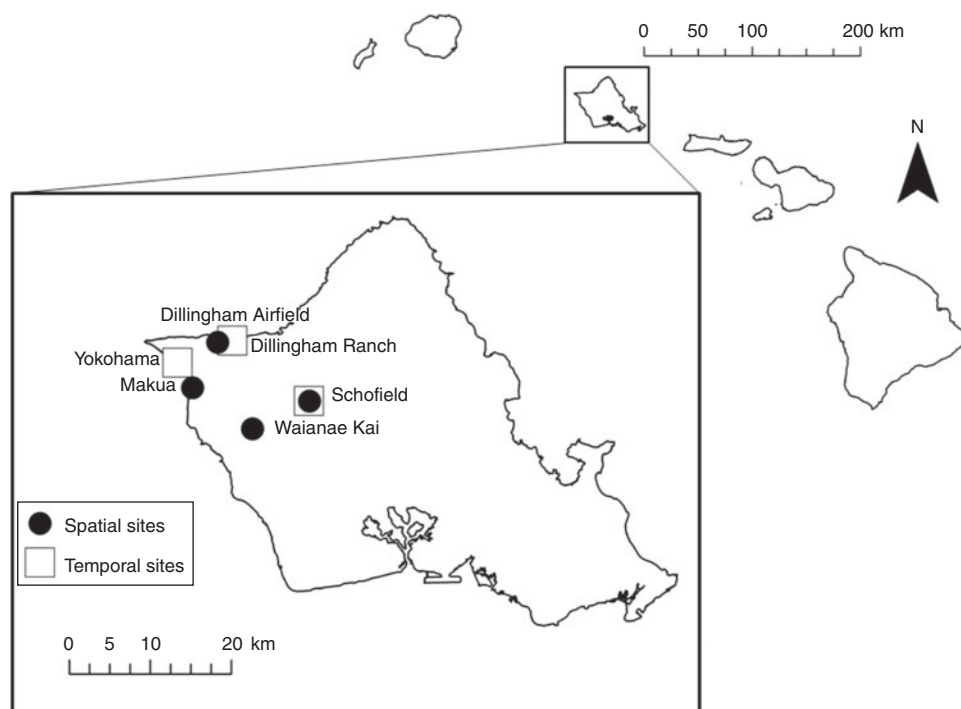 0 50 100 200 km
N
Dillingham Airfield
Dillingham Ranch
Yokohama
Makua
Schofield
Waianae Kai
Spatial sites
Temporal sites
0 5 10 20 km